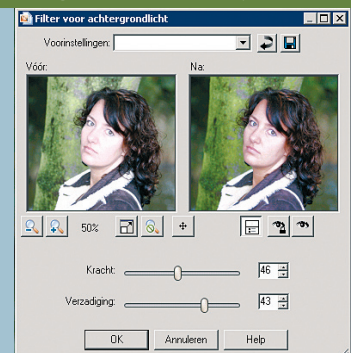 Filter voor achtergrondlicht
Voorinstellingen:
Vóór: Na:
50%
Kracht: 46
Verzadiging: 43
OK Annuleren Help